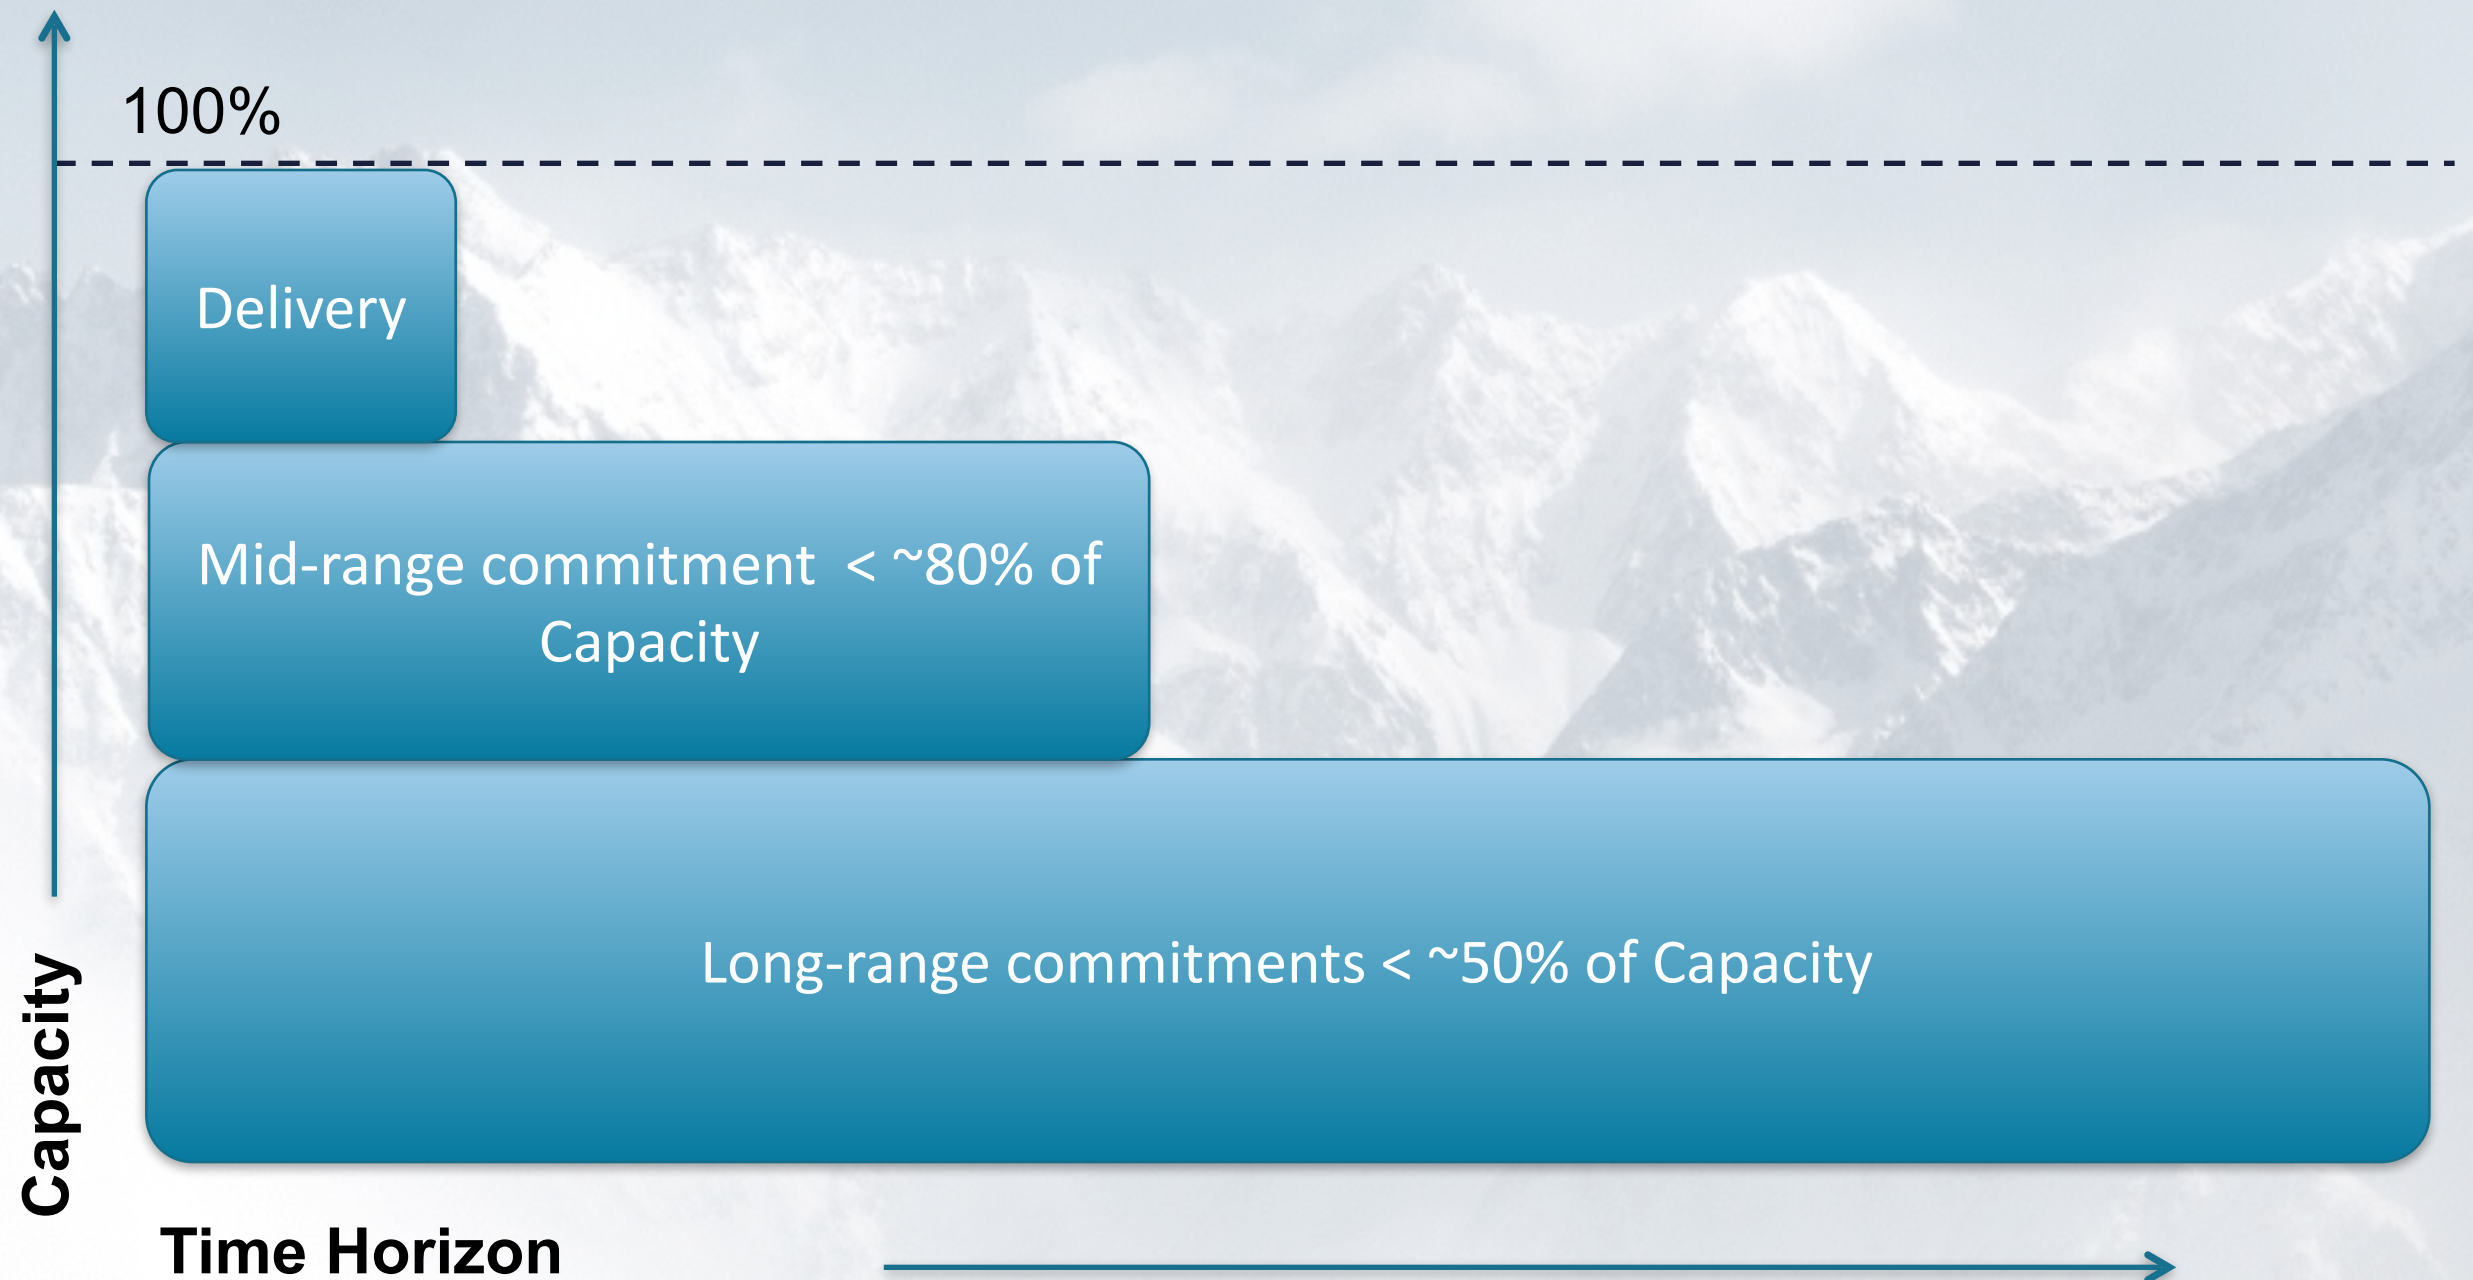 100%
Delivery
Mid-range commitment  < ~80% of
Capacity
Long-range commitments < ~50% of Capacity
Capacity
Time Horizon